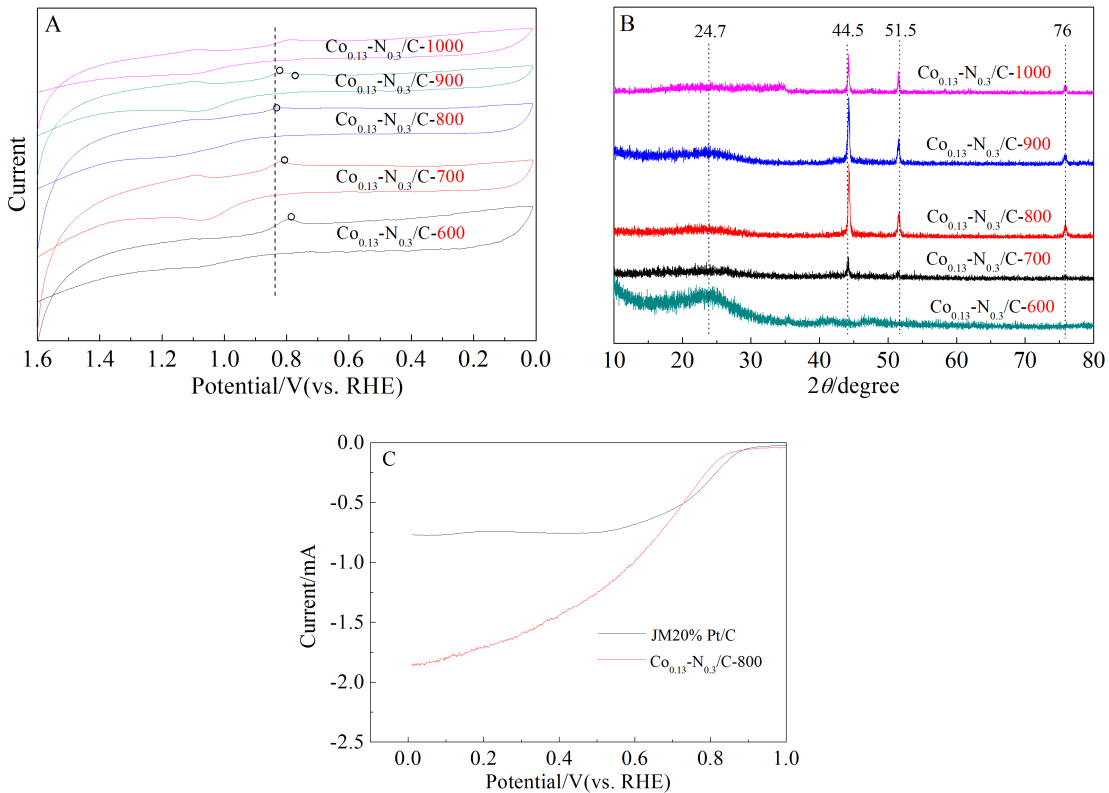 A
Co0.13-N0.3/C-1000
Co0.13-N0.3/C-900
Co0.13-N0.3/C-800
Co0.13-N0.3/C-700
Co0.13-N0.3/C-600
Current
1.6 1.4 1.2 1.0 0.8 0.6 0.4 0.2 0.0
Potential/V(vs. RHE)
B
24.7 44.5 51.5 76
Co0.13-N0.3/C-1000
Co0.13-N0.3/C-900
Co0.13-N0.3/C-800
Co0.13-N0.3/C-700
Co0.13-N0.3/C-600
10 20 30 40 50 60 70 80
2θ/degree
C
0.0
-0.5
-1.0
-1.5
-2.0
-2.5
Current/mA
JM20% Pt/C
Co0.13-N0.3/C-800
0.0 0.2 0.4 0.6 0.8 1.0
Potential/V(vs. RHE)